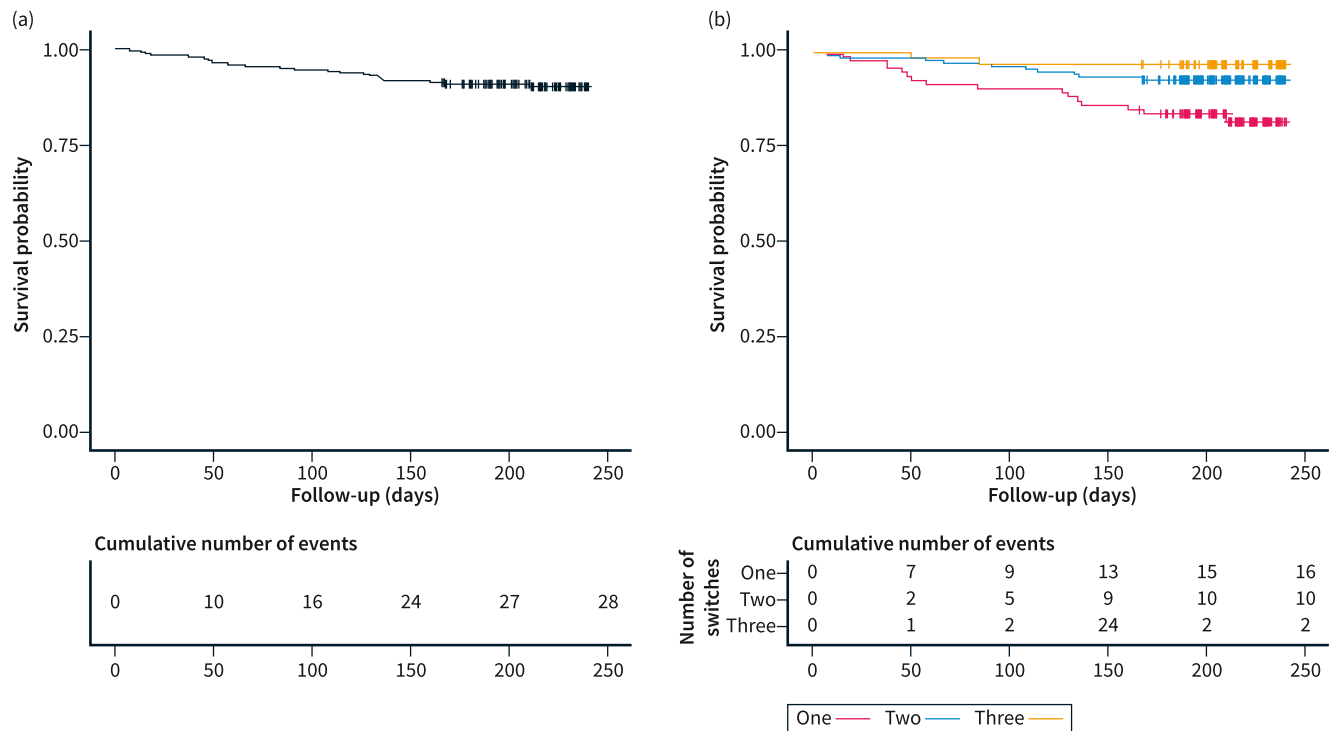 (a)
1.00
0.75
0.50
0.25
0.00
Survival probability
0 50 100 150 200 250
Follow-up (days)
Cumulative number of events
0 10 16 24 27 28
0 50 100 150 200 250
(b)
1.00
0.75
0.50
0.25
0.00
Survival probability
0 50 100 150 200 250
Follow-up (days)
Cumulative number of events
Number of
switches
One 0 7 9 13 15 16
Two 0 2 5 9 10 10
Three 0 1 2 24 2 2
0 50 100 150 200 250
One Two Three